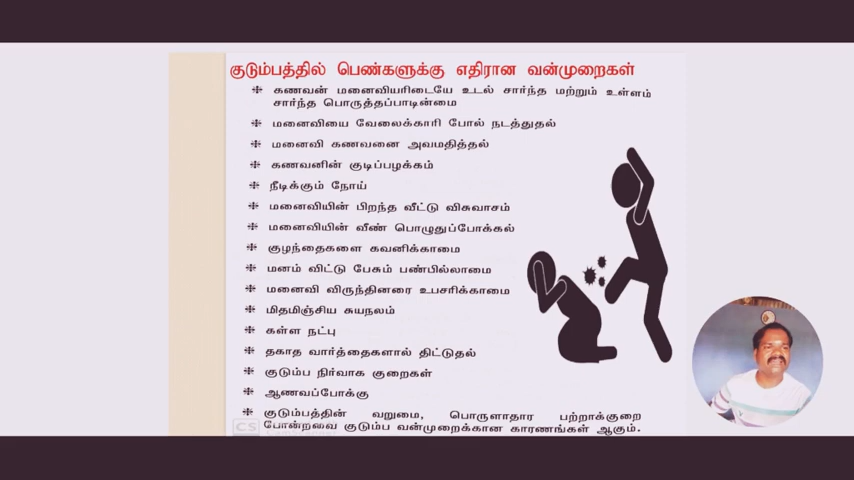 குடும்பத்தில் பெண்களுக்கு எதிரான வன்முறைகள்
கணவன் மனைவியரிடையே உடல் சார்ந்த மற்றும் உள்ளம்
சார்ந்த பொருத்தப்பாடின்மை
மனைவியை வேலைக்காரி போல் நடத்துதல்
மனைவி கணவனை அவமதித்தல்
கணவனின் குடிப்பழக்கம்
நீடிக்கும் நோய்
மனைவியின் பிறந்த வீட்டு விசுவாசம்
மனைவியின் வீண் பொழுதுப்போக்கல்
குழந்தைகளை கவனிக்காமை
மனம் விட்டு பேசும் பண்பில்லாமை
மனைவி விருந்தினரை உபசரிக்காமை
மிதமிஞ்சிய சுயநலம்
கள்ள நட்பு
தகாத வார்த்தைகளால் திட்டுதல்
குடும்ப நிர்வாக குறைகள்
ஆணவப்போக்கு
குடும்பத்தின் வறுமை, பொருளாதார பற்றாக்குறை
போன்றவை குடும்ப வன்முறைக்கான காரணங்கள் ஆகும்.
CS